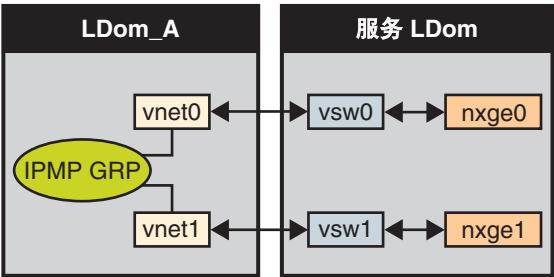 LDom_A
服务 LDom
vnet0
vsw0
nxge0
IPMP GRP
vnet1
vsw1
nxge1